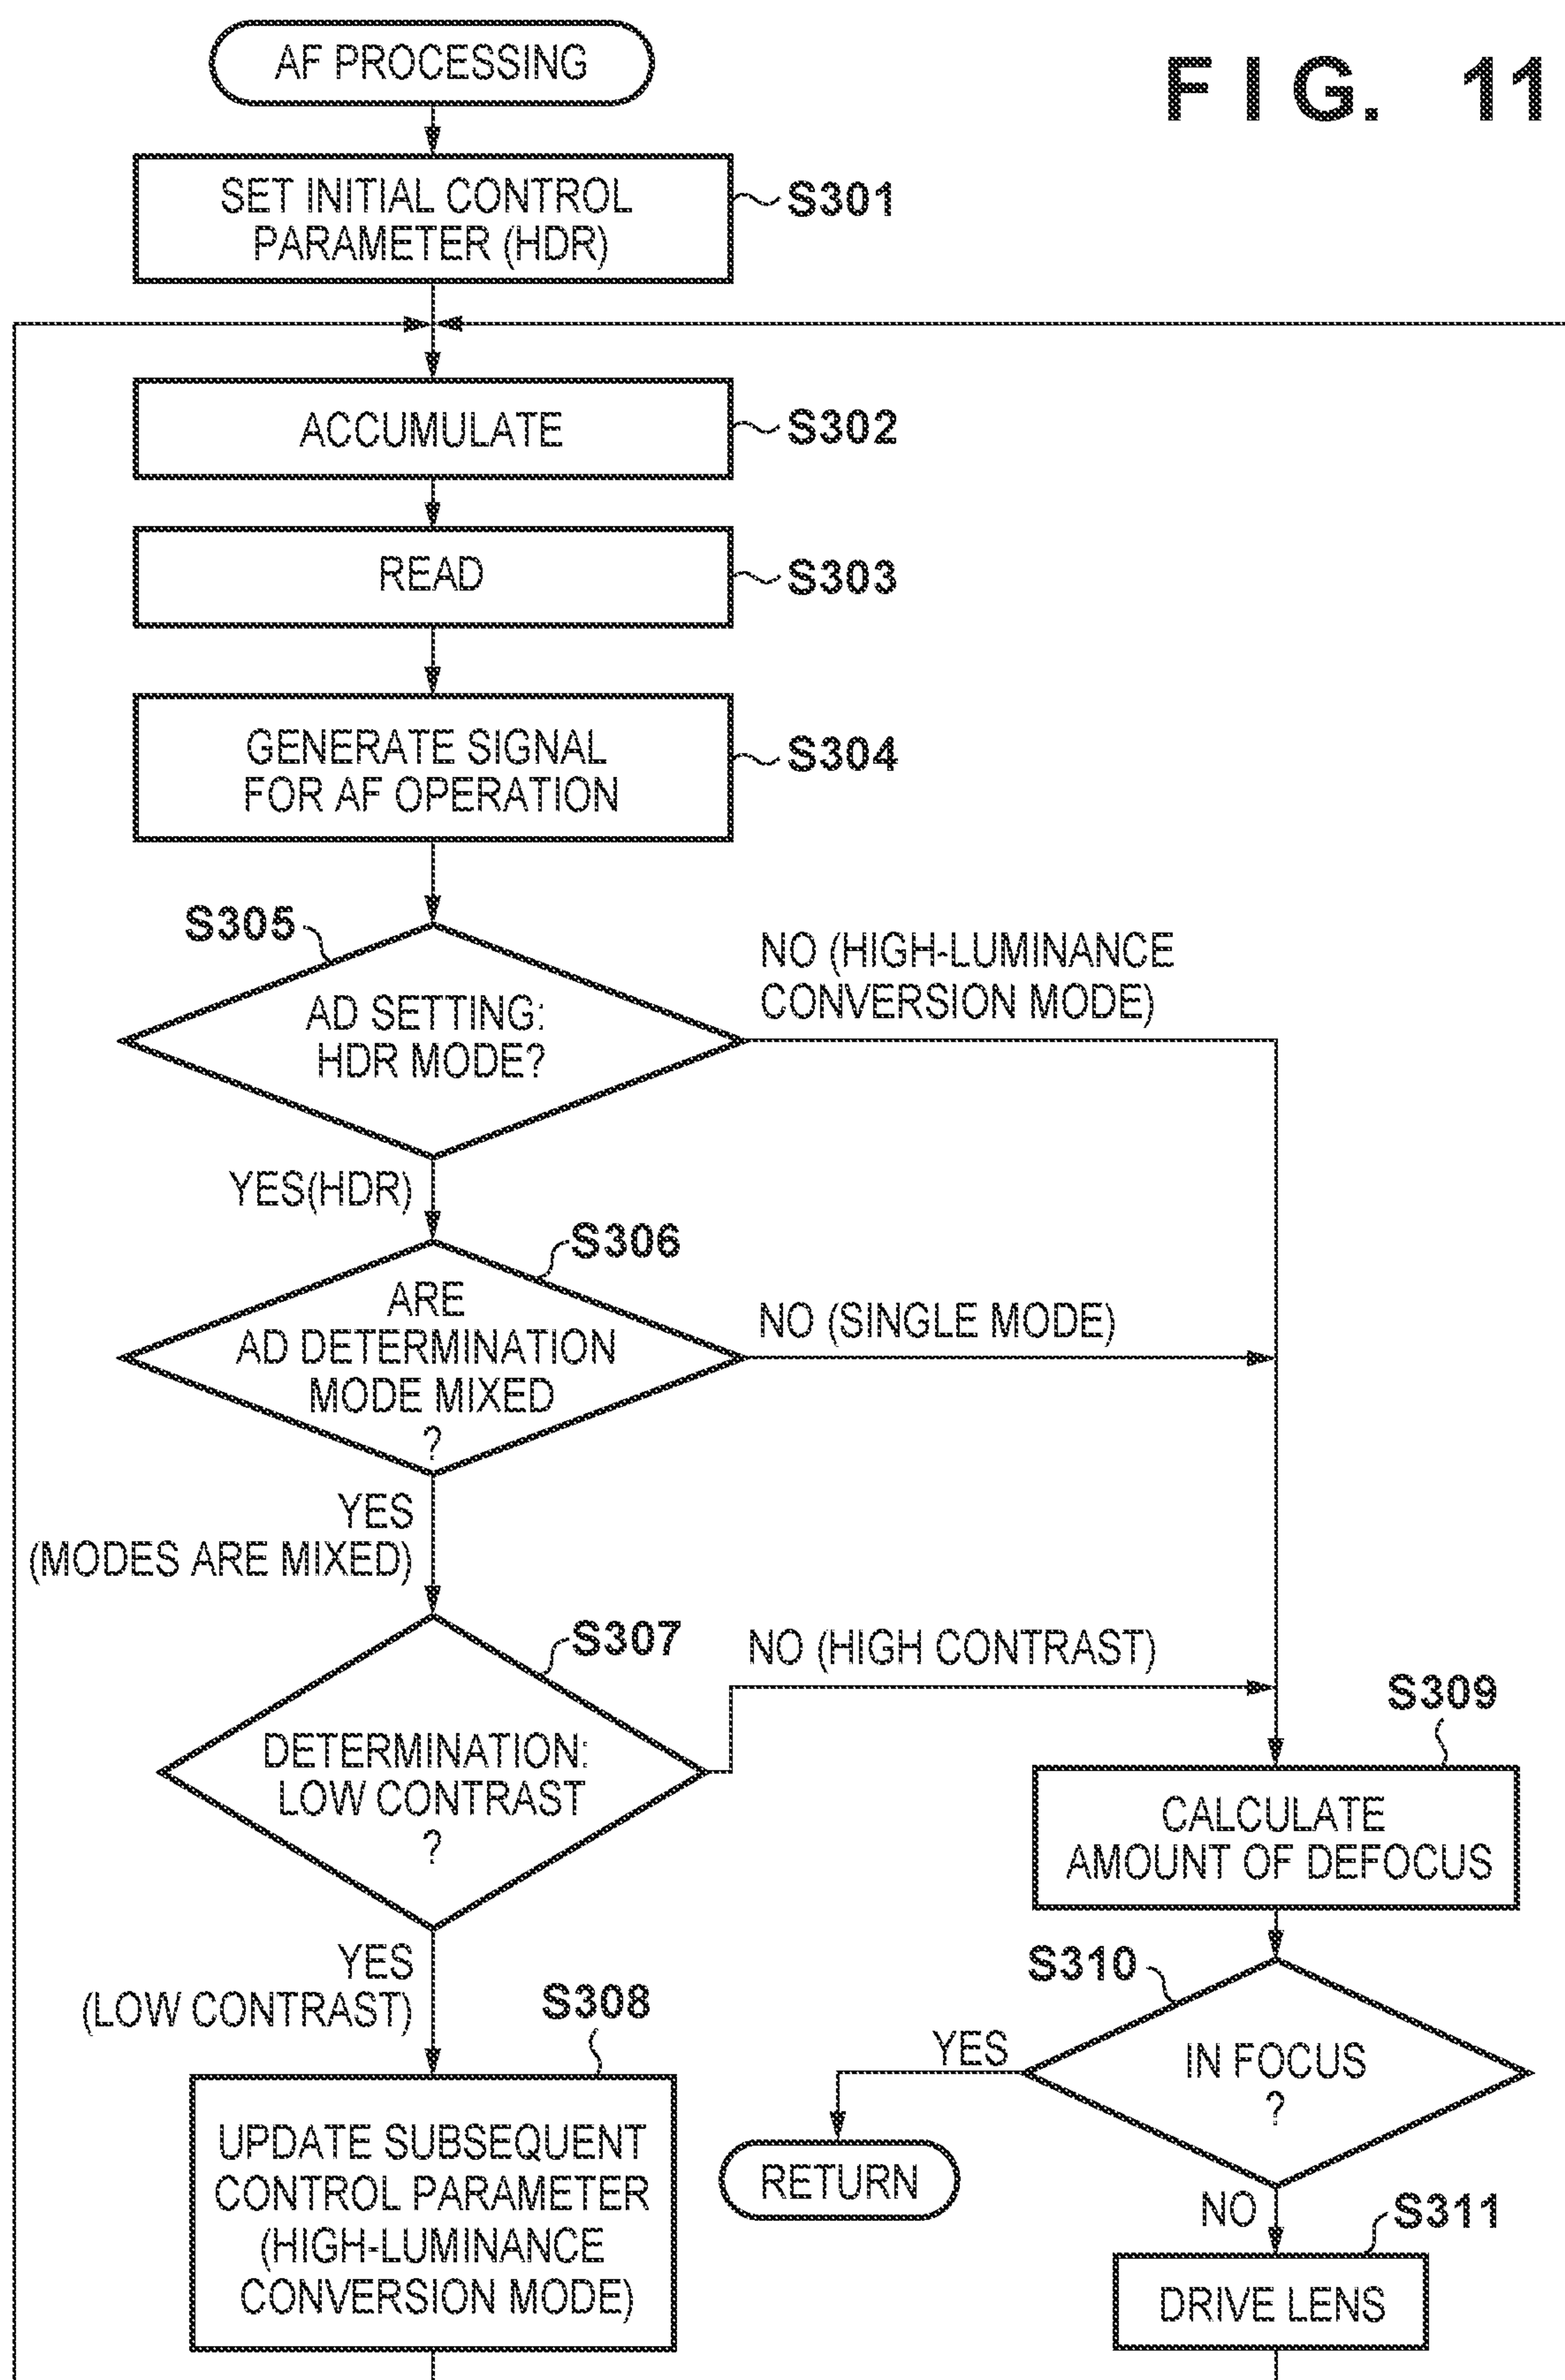 AF PROCESSING
FIG. 11
SET INITIAL CONTROL
PARAMETER (HDR)
S301
ACCUMULATE
S302
READ
S303
GENERATE SIGNAL
FOR AF OPERATION
S304
S305
AD SETTING:
HDR MODE?
NO (HIGH-LUMINANCE
CONVERSION MODE)
YES(HDR)
S306
ARE
AD DETERMINATION
MODE MIXED
?
NO (SINGLE MODE)
YES
(MODES ARE MIXED)
S307
DETERMINATION:
LOW CONTRAST
?
NO (HIGH CONTRAST)
YES
(LOW CONTRAST)
S308
UPDATE SUBSEQUENT
CONTROL PARAMETER
(HIGH-LUMINANCE
CONVERSION MODE)
S309
CALCULATE
AMOUNT OF DEFOCUS
S310
IN FOCUS
?
YES
RETURN
NO
S311
DRIVE LENS